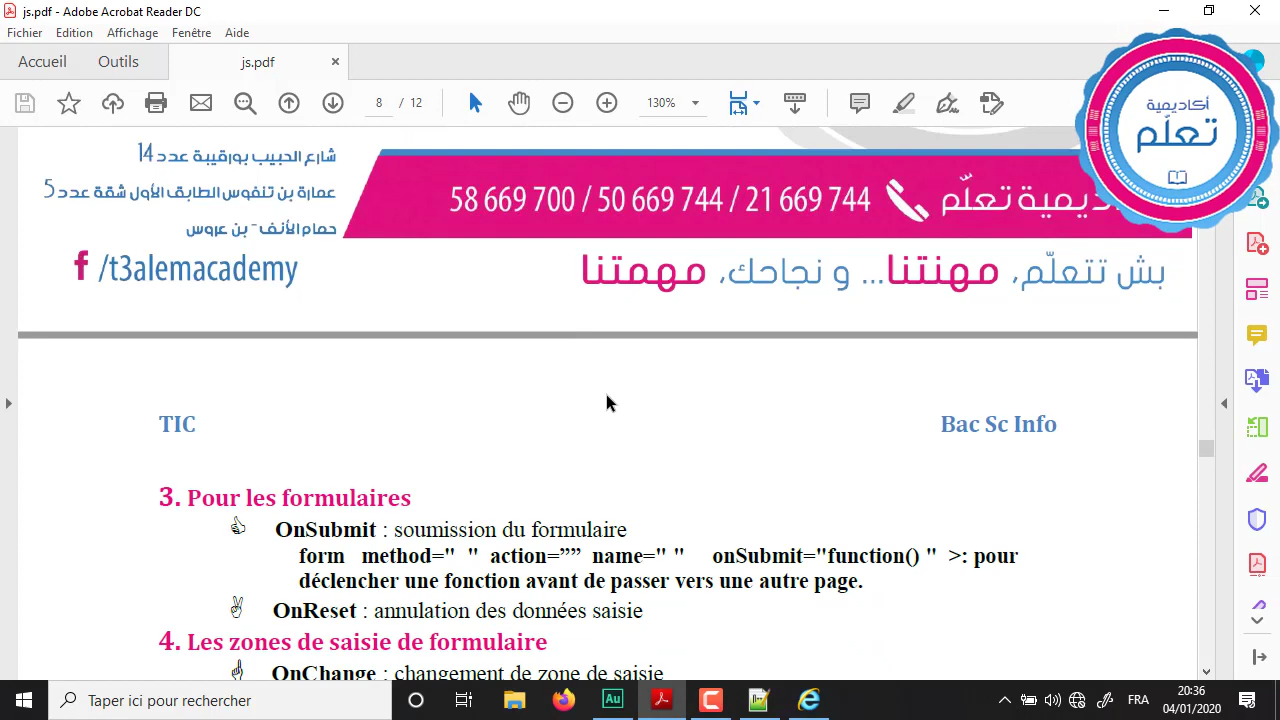 js.pdf - Adobe Acrobat Reader DC
Fichier Edition Affichage Fenêtre Aide
Accueil Outils js.pdf ×
8 / 12 130%
أكاديمية
تعلّم
شارع الحبيب بورقيبة عدد 14
عمارة بن تنفوس الطابق الأول شقة عدد 5
حمام الأنف - بن عروس
/t3alemacademy
58 669 700 / 50 669 744 / 21 669 744
تعلّم
بش تتعلّم، مهنتنا... و نجاحك، مهمتنا
TIC Bac Sc Info
3. Pour les formulaires
OnSubmit : soumission du formulaire
form method=" " action=”” name=" " onSubmit="function() " >: pour
déclencher une fonction avant de passer vers une autre page.
OnReset : annulation des données saisie
4. Les zones de saisie de formulaire
OnChange : changement de zone de saisie
Taper ici pour rechercher
Au
FRA
20:36
04/01/2020